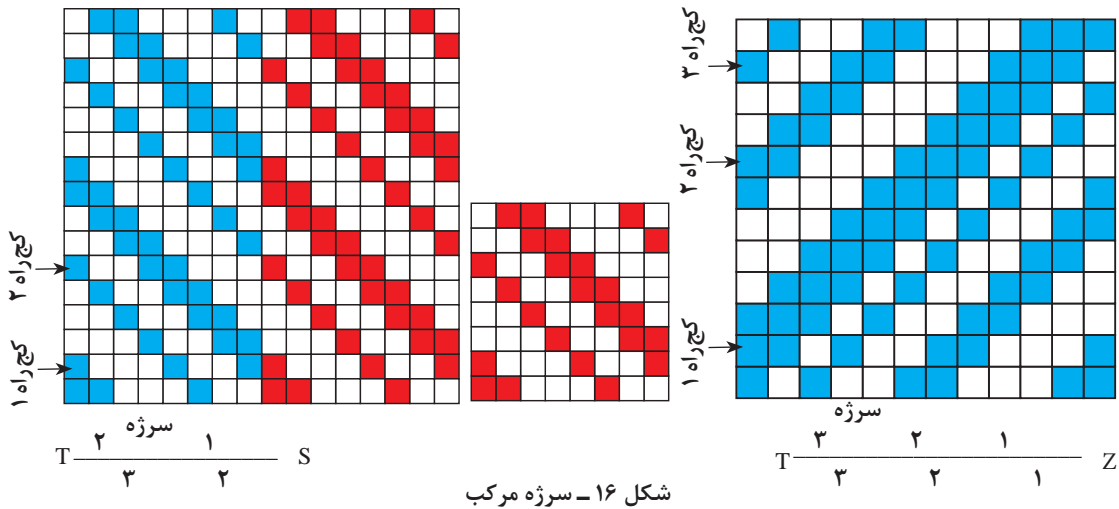 کج‌راه ۳
کج‌راه ۲
کج‌راه ۱
کج‌راه ۲
کج‌راه ۱
سرژه
T ۳ ۲ ۱ Z
۳ ۲ ۱
سرژه
T ۲ ۱ S
۳ ۲
شکل ۱۶ ـ سرژه مرکب